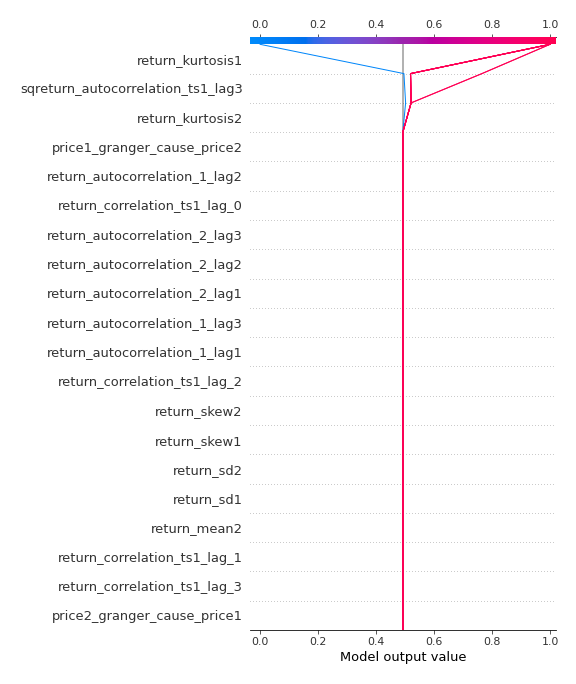 0.0 0.2 0.4 0.6 0.8 1.0
return_kurtosis1
sqreturn_autocorrelation_ts1_lag3
return_kurtosis2
price1_granger_cause_price2
return_autocorrelation_1_lag2
return_correlation_ts1_lag_0
return_autocorrelation_2_lag3
return_autocorrelation_2_lag2
return_autocorrelation_2_lag1
return_autocorrelation_1_lag3
return_autocorrelation_1_lag1
return_correlation_ts1_lag_2
return_skew2
return_skew1
return_sd2
return_sd1
return_mean2
return_correlation_ts1_lag_1
return_correlation_ts1_lag_3
price2_granger_cause_price1
0.0 0.2 0.4 0.6 0.8 1.0
Model output value